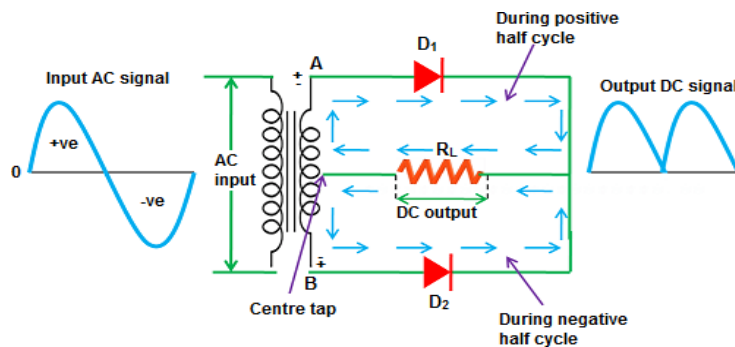 During positive
half cycle
A
D1
Input AC signal
Output DC signal
+
-
+ve
AC
input
RL
0
-ve
DC output
-
+
B
D2
Centre tap
During negative
half cycle